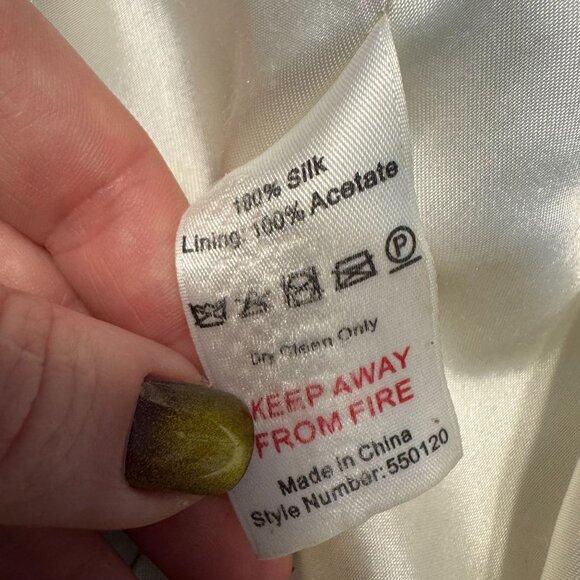 100% Silk
Lining: 100% Acetate
P
Dry Clean Only
KEEP AWAY
FROM FIRE
Made in China
Style Number: 550120